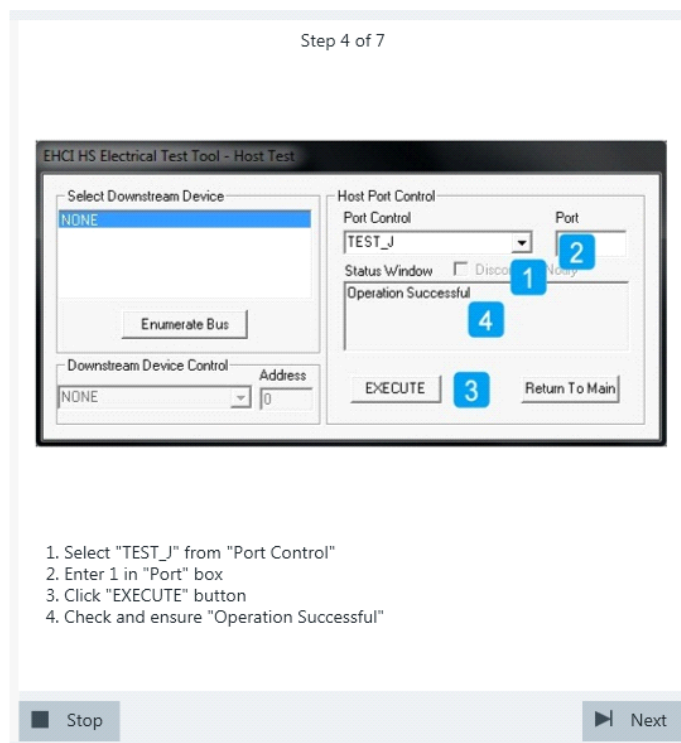 Step 4 of 7
EHCI HS Electrical Test Tool - Host Test
Select Downstream Device
NONE
Enumerate Bus
Downstream Device Control
Address
NONE
0
Host Port Control
Port Control
Port
TEST_J
2
Status Window
1
Operation Successful
4
EXECUTE
3
Return To Main
1. Select "TEST_J" from "Port Control"
2. Enter 1 in "Port" box
3. Click "EXECUTE" button
4. Check and ensure "Operation Successful"
Stop
Next